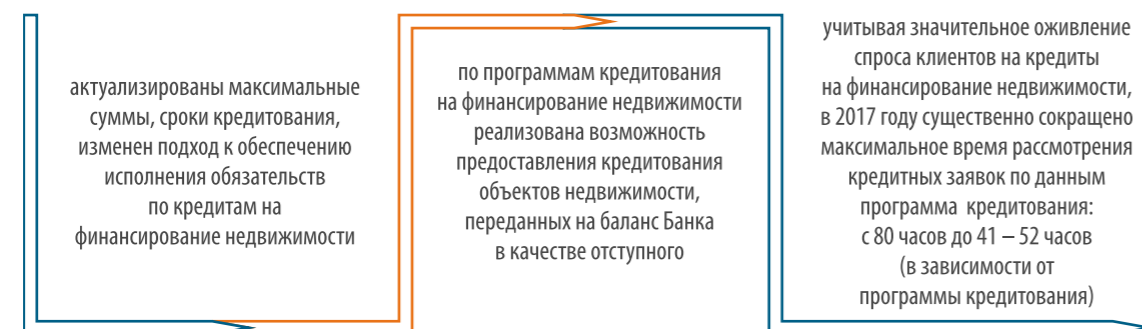 актуализированы максимальные
суммы, сроки кредитования,
изменен подход к обеспечению
исполнения обязательств
по кредитам на
финансирование недвижимости
по программам кредитования
на финансирование недвижимости
реализована возможность
предоставления кредитования
объектов недвижимости,
переданных на баланс Банка
в качестве отступного
учитывая значительное оживление
спроса клиентов на кредиты
на финансирование недвижимости,
в 2017 году существенно сокращено
максимальное время рассмотрения
кредитных заявок по данным
программа кредитования:
с 80 часов до 41 – 52 часов
(в зависимости от
программы кредитования)